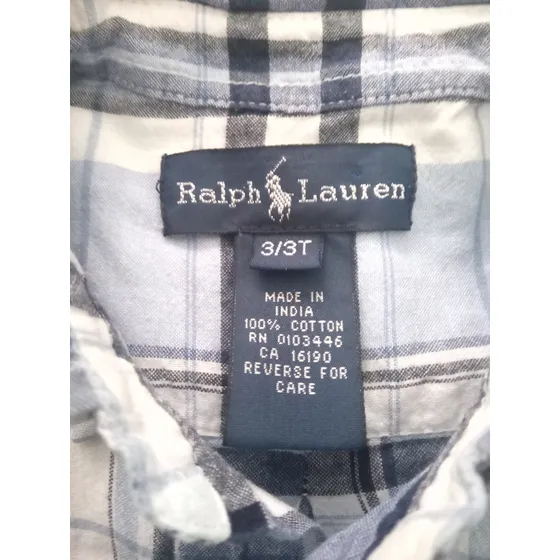 Ralph Lauren
3/3T
MADE IN
INDIA
100% COTTON
RN 0103446
CA 16190
REVERSE FOR
CARE